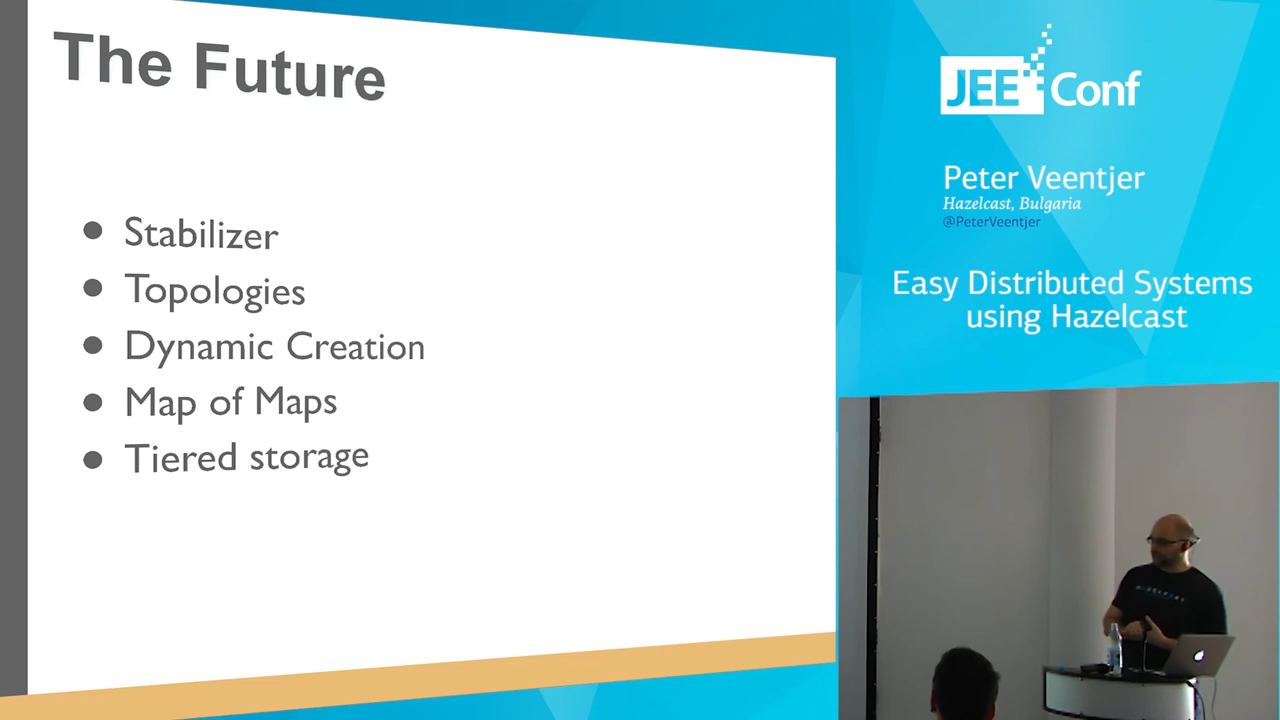 The Future
● Stabilizer
● Topologies
● Dynamic Creation
● Map of Maps
● Tiered storage
JEE Conf
Peter Veentjer
Hazelcast, Bulgaria
@PeterVeentjer
Easy Distributed Systems
using Hazelcast